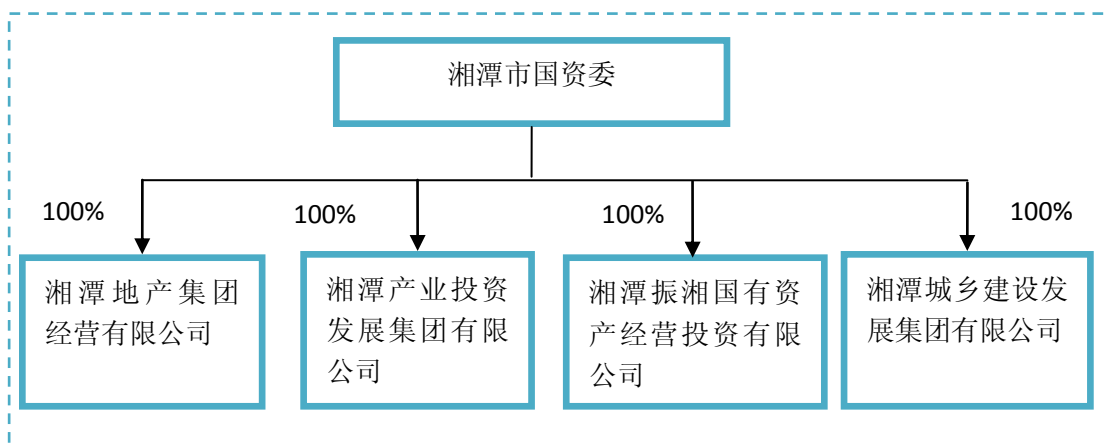 湘潭市国资委
100%
100%
100%
100%
湘潭地产集团
经营有限公司
湘潭产业投资
发展集团有限
公司
湘潭振湘国有资
产经营投资有限
公司
湘潭城乡建设发
展集团有限公司